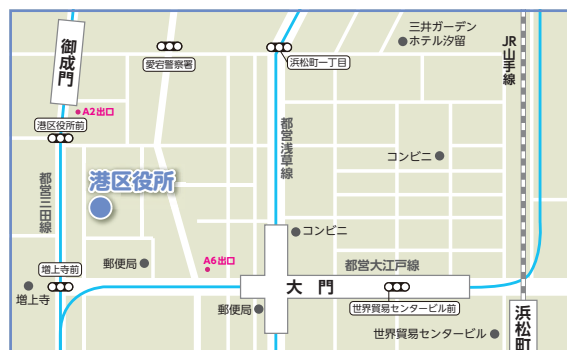 三井ガーデン
ホテル汐留
御成門
愛宕警察署
浜松町一丁目
JR山手線
A2出口
港区役所前
都営浅草線
コンビニ
都営三田線
港区役所
コンビニ
郵便局
A6出口
都営大江戸線
増上寺前
増上寺
大門
郵便局
世界貿易センタービル前
浜松町
世界貿易センタービル